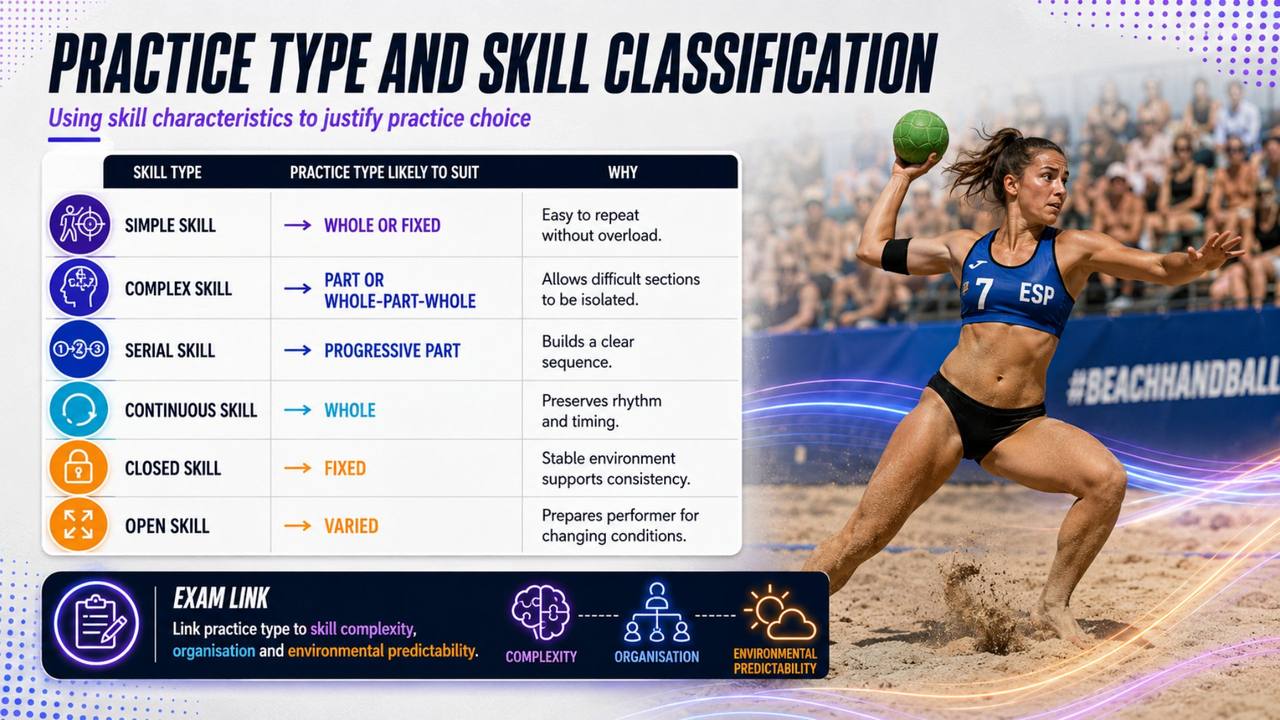 PRACTICE TYPE AND SKILL CLASSIFICATION
Using skill characteristics to justify practice choice
SKILL TYPE PRACTICE TYPE LIKELY TO SUIT WHY
SIMPLE SKILL → WHOLE OR FIXED Easy to repeat
without overload.
COMPLEX SKILL → PART OR
WHOLE-PART-WHOLE Allows difficult sections
to be isolated.
1→2→3 SERIAL SKILL → PROGRESSIVE PART Builds a clear
sequence.
CONTINUOUS SKILL → WHOLE Preserves rhythm
and timing.
CLOSED SKILL → FIXED Stable environment
supports consistency.
OPEN SKILL → VARIED Prepares performer for
changing conditions.
7 ESP
#BEACHHANDBALL
EXAM LINK
Link practice type to skill complexity,
organisation and environmental predictability.
COMPLEXITY
ORGANISATION
ENVIRONMENTAL
PREDICTABILITY